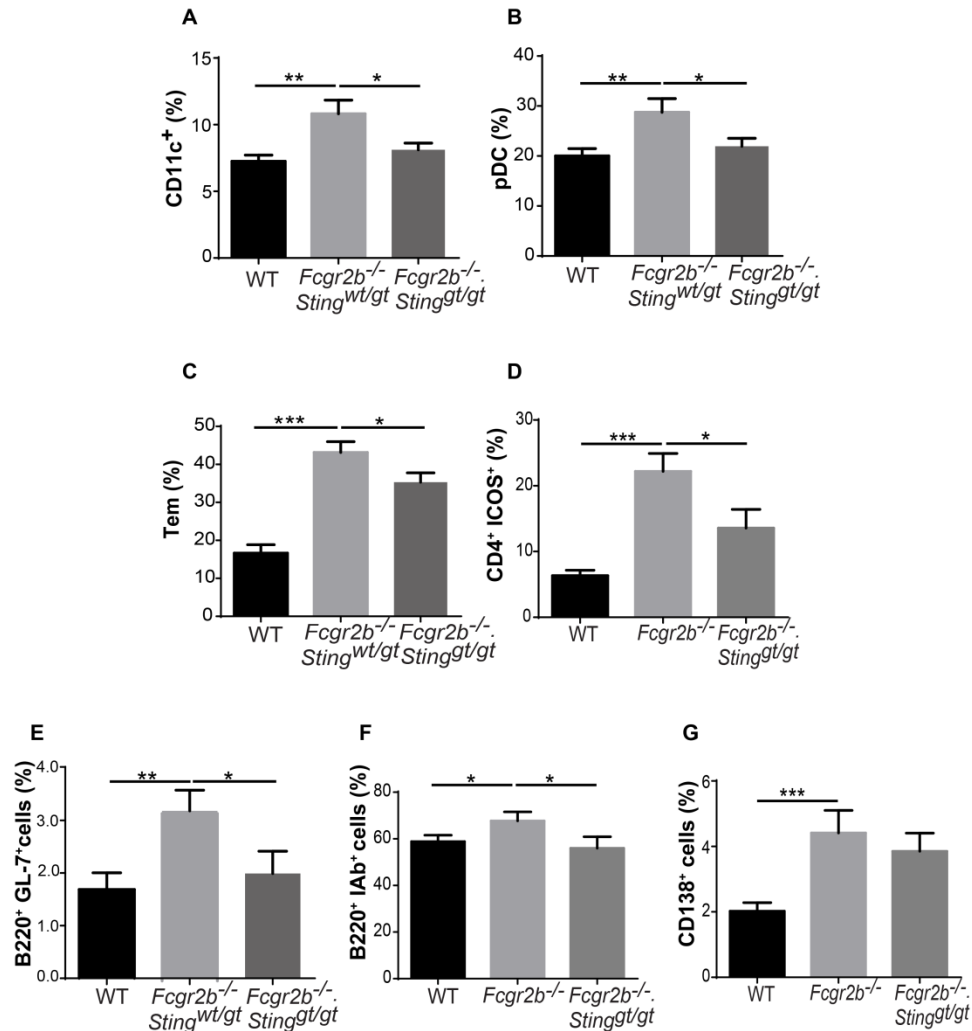 A
CD11c⁺ (%)
15
10
5
0
** *
WT
Fcgr2b⁻/⁻
Stingʷᵗ/ᵍᵗ
Fcgr2b⁻/⁻.
Stingᵍᵗ/ᵍᵗ
B
pDC (%)
40
30
20
10
0
** *
WT
Fcgr2b⁻/⁻
Stingʷᵗ/ᵍᵗ
Fcgr2b⁻/⁻.
Stingᵍᵗ/ᵍᵗ
C
Tem (%)
50
40
30
20
10
0
*** *
WT
Fcgr2b⁻/⁻
Stingʷᵗ/ᵍᵗ
Fcgr2b⁻/⁻.
Stingᵍᵗ/ᵍᵗ
D
CD4⁺ ICOS⁺ (%)
30
20
10
0
*** *
WT
Fcgr2b⁻/⁻
Fcgr2b⁻/⁻.
Stingᵍᵗ/ᵍᵗ
E
B220⁺ GL-7⁺cells (%)
4.0
3.0
2.0
1.0
0.0
** *
WT
Fcgr2b⁻/⁻
Stingʷᵗ/ᵍᵗ
Fcgr2b⁻/⁻.
Stingᵍᵗ/ᵍᵗ
F
B220⁺ IAb⁺cells (%)
80
60
40
20
0
* *
WT
Fcgr2b⁻/⁻
Fcgr2b⁻/⁻.
Stingᵍᵗ/ᵍᵗ
G
CD138⁺ cells (%)
6
4
2
0
***
WT
Fcgr2b⁻/⁻
Fcgr2b⁻/⁻.
Stingᵍᵗ/ᵍᵗ